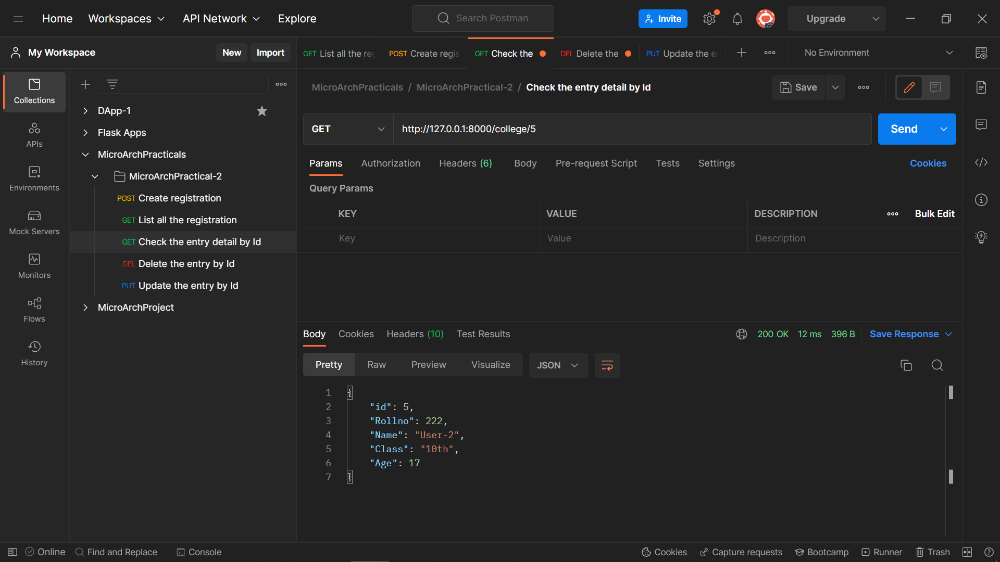 Home Workspaces API Network Explore Search Postman Invite Upgrade
My Workspace New Import
GET List all the reg POST Create regis GET Check the DEL Delete the PUT Update the en No Environment
Collections
APIs
Environments
Mock Servers
Monitors
Flows
History
DApp-1
Flask Apps
MicroArchPracticals
MicroArchPractical-2
POST Create registration
GET List all the registration
GET Check the entry detail by Id
DEL Delete the entry by Id
PUT Update the entry by Id
MicroArchProject
MicroArchPracticals / MicroArchPractical-2 / Check the entry detail by Id Save
GET http://127.0.0.1:8000/college/5 Send
Params Authorization Headers (6) Body Pre-request Script Tests Settings Cookies
Query Params
KEY VALUE DESCRIPTION Bulk Edit
Key Value Description
Body Cookies Headers (10) Test Results 200 OK 12 ms 396 B Save Response
Pretty Raw Preview Visualize JSON
1 {
2 "id": 5,
3 "Rollno": 222,
4 "Name": "User-2",
5 "Class": "10th",
6 "Age": 17
7 }
Online Find and Replace Console Cookies Capture requests Bootcamp Runner Trash